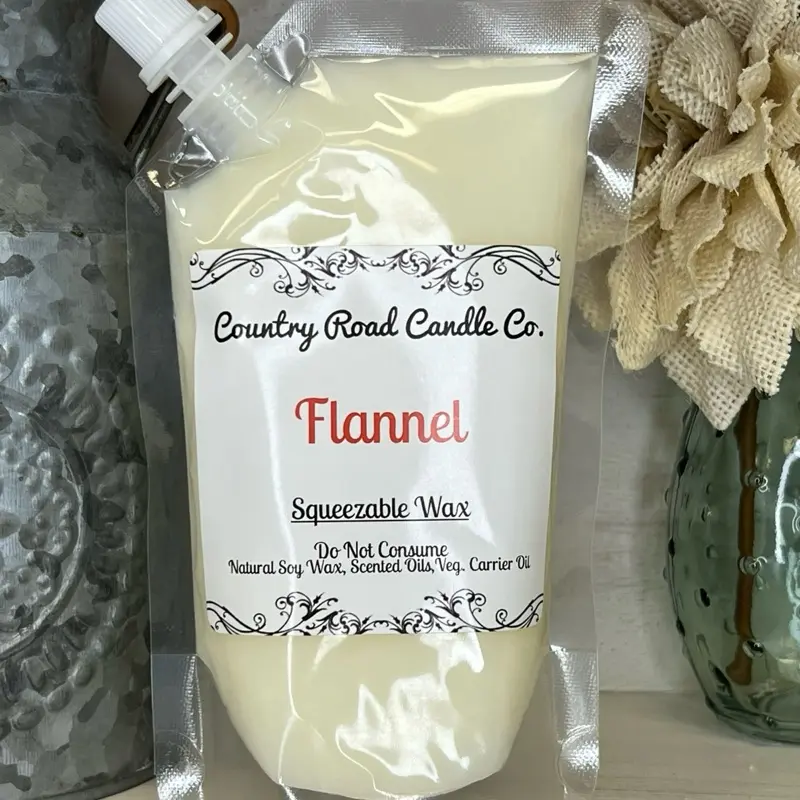 Country Road Candle Co.
Flannel
Squeezable Wax
Do Not Consume
Natural Soy Wax, Scented Oils,Veg. Carrier Oil